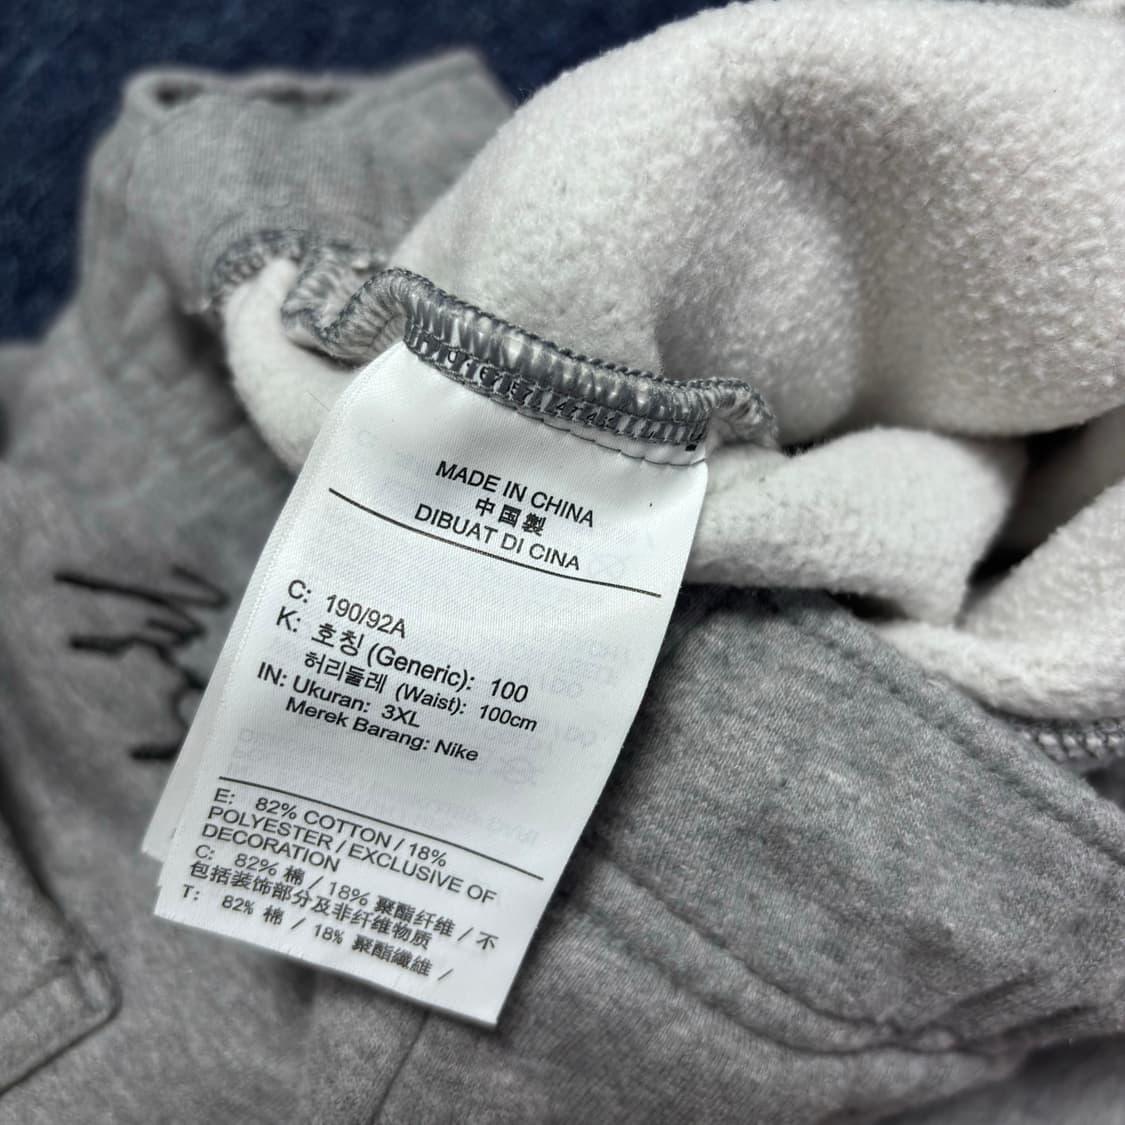 MADE IN CHINA
中国製
DIBUAT DI CINA
C: 190/92A
K: 호칭 (Generic): 100
허리둘레 (Waist): 100cm
IN: Ukuran: 3XL
Merek Barang: Nike
E: 82% COTTON / 18%
POLYESTER / EXCLUSIVE OF
DECORATION
C: 82% 棉 / 18% 聚酯纤维 / 不
包括装饰部分及非纤维物质
T: 82% 棉 / 18% 聚酯纖維 /